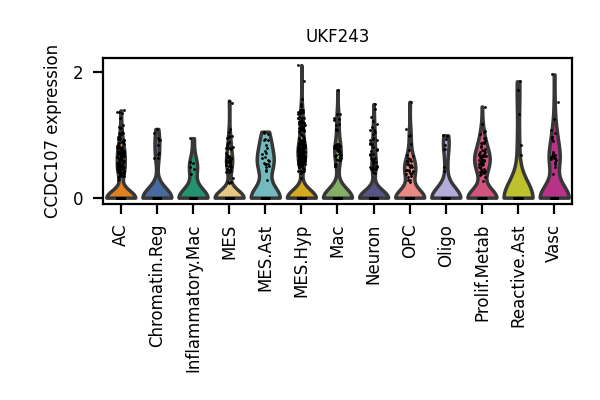 UKF243
CCDC107 expression
2
0
AC
Chromatin.Reg
Inflammatory.Mac
MES
MES.Ast
MES.Hyp
Mac
Neuron
OPC
Oligo
Prolif.Metab
Reactive.Ast
Vasc